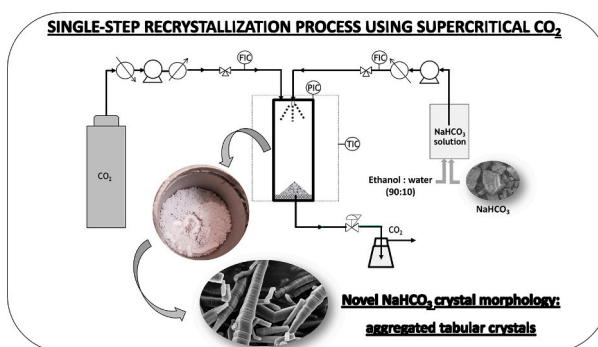 SINGLE-STEP RECRYSTALLIZATION PROCESS USING SUPERCRITICAL CO₂
FIC
FIC
PIC
TIC
CO₂
NaHCO₃
solution
Ethanol : water
(90:10)
NaHCO₃
CO₂
Novel NaHCO₃ crystal morphology:
aggregated tabular crystals